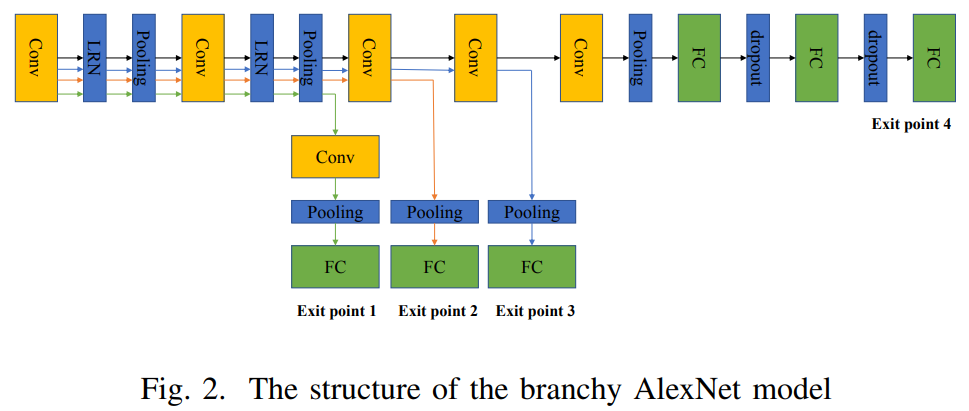 Conv
LRN
Pooling
Conv
LRN
Pooling
Conv
Conv
Conv
Pooling
FC
dropout
FC
dropout
FC
Exit point 4
Conv
Pooling
Pooling
Pooling
FC
FC
FC
Exit point 1
Exit point 2
Exit point 3
Fig. 2. The structure of the branchy AlexNet model